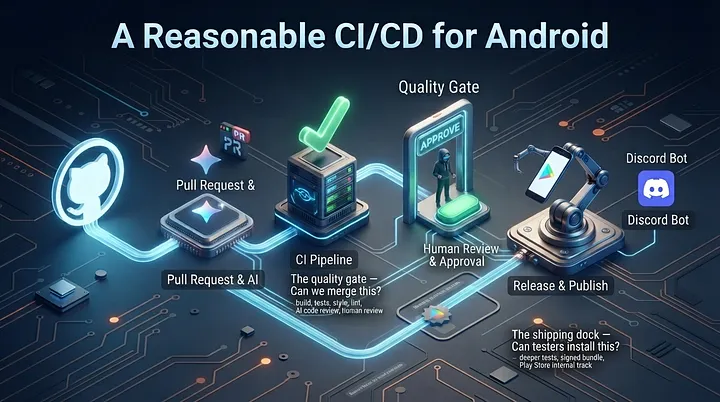 A Reasonable CI/CD for Android
Quality Gate
PR
PR
Pull Request &
APPROVE
Discord Bot
Discord Bot
Pull Request & AI
CI Pipeline
The quality gate —
Can we merge this?
build, tests, style, lint,
AI code review, human review
Human Review
& Approval
Release & Publish
The shipping dock —
Can testers install this?
deeper tests, signed bundle,
Play Store internal track